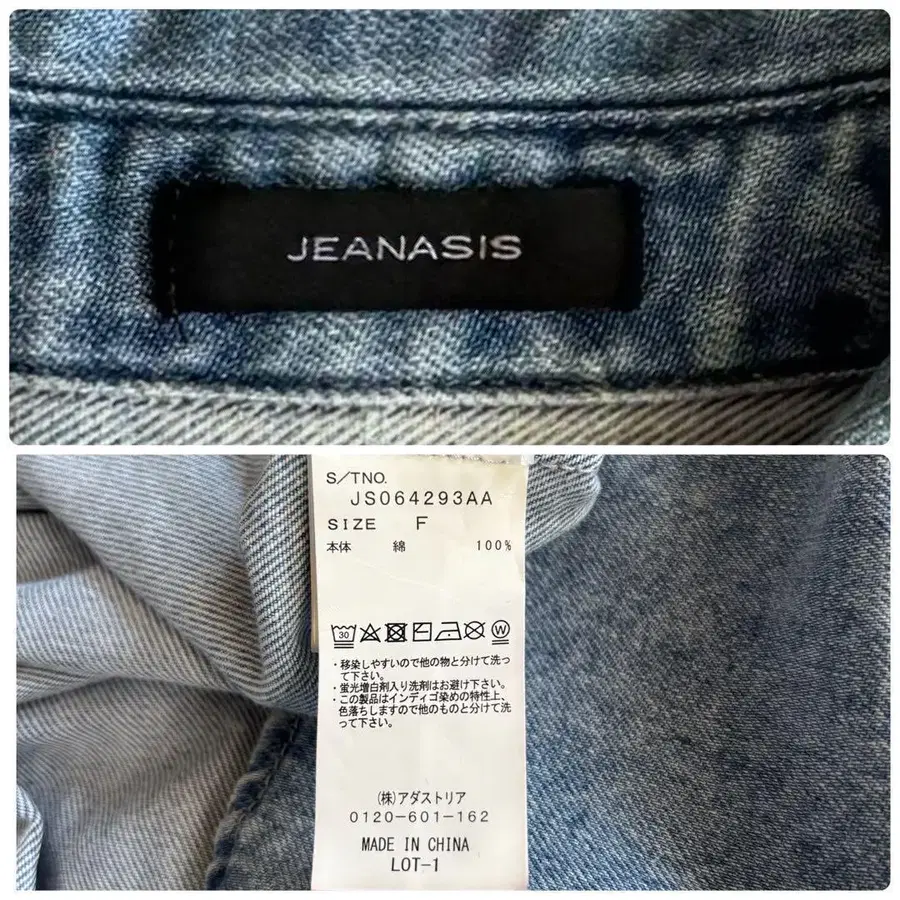 JEANASIS
S/TNO.
JS064293AA
SIZE F
本体 綿 100%
30 W
・移染しやすいので他の物と分けて洗っ
て下さい。
・蛍光増白剤入り洗剤はお避け下さい。
・この製品はインディゴ染めの特性上、
色落ちしますので他のものと分けて洗
って下さい。
(株)アダストリア
0120-601-162
MADE IN CHINA
LOT-1